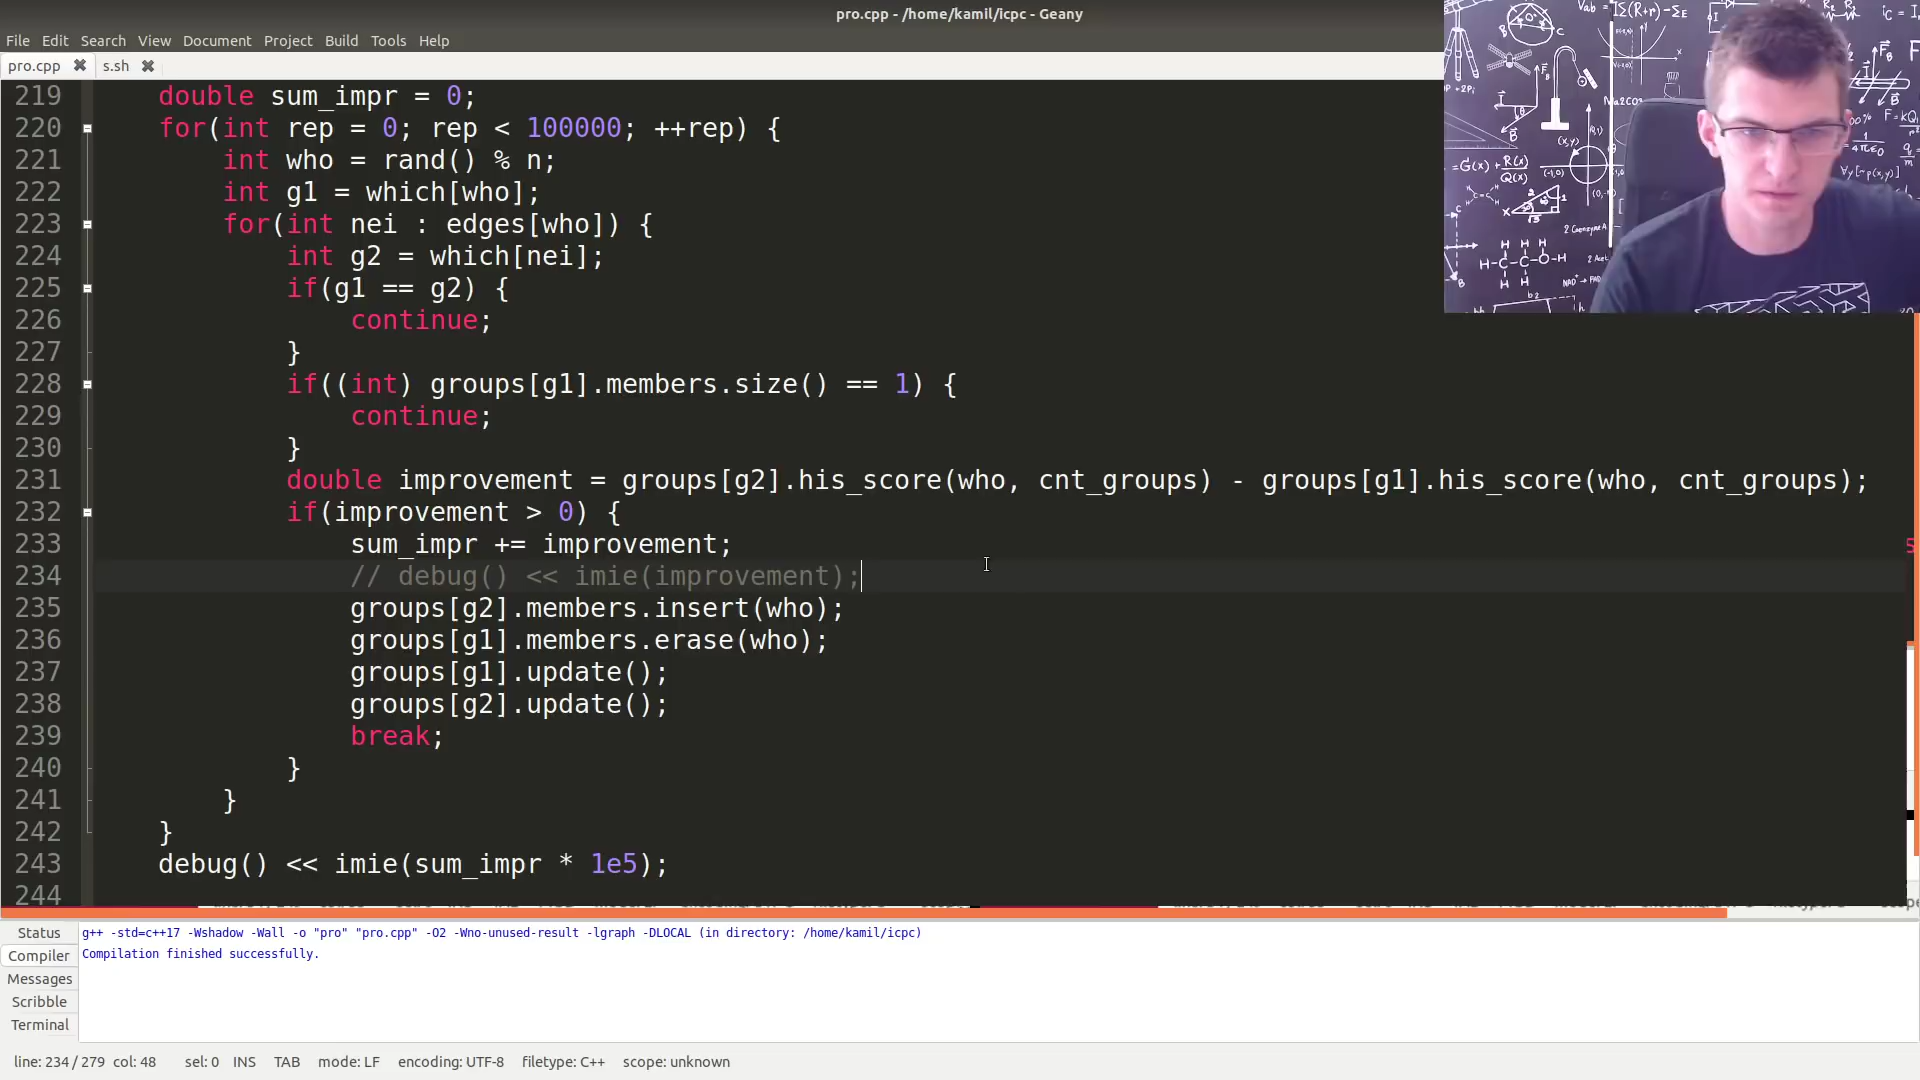 pro.cpp - /home/kamil/icpc - Geany
File Edit Search View Document Project Build Tools Help
pro.cpp s.sh
219 double sum_impr = 0;
220 for(int rep = 0; rep < 100000; ++rep) {
221 int who = rand() % n;
222 int g1 = which[who];
223 for(int nei : edges[who]) {
224 int g2 = which[nei];
225 if(g1 == g2) {
226 continue;
227 }
228 if((int) groups[g1].members.size() == 1) {
229 continue;
230 }
231 double improvement = groups[g2].his_score(who, cnt_groups) - groups[g1].his_score(who, cnt_groups);
232 if(improvement > 0) {
233 sum_impr += improvement;
234 // debug() << imie(improvement);
235 groups[g2].members.insert(who);
236 groups[g1].members.erase(who);
237 groups[g1].update();
238 groups[g2].update();
239 break;
240 }
241 }
242 }
243 debug() << imie(sum_impr * 1e5);
244
Status
Compiler
Messages
Scribble
Terminal
g++ -std=c++17 -Wshadow -Wall -o "pro" "pro.cpp" -O2 -Wno-unused-result -lgraph -DLOCAL (in directory: /home/kamil/icpc)
Compilation finished successfully.
line: 234 / 279 col: 48 sel: 0 INS TAB mode: LF encoding: UTF-8 filetype: C++ scope: unknown